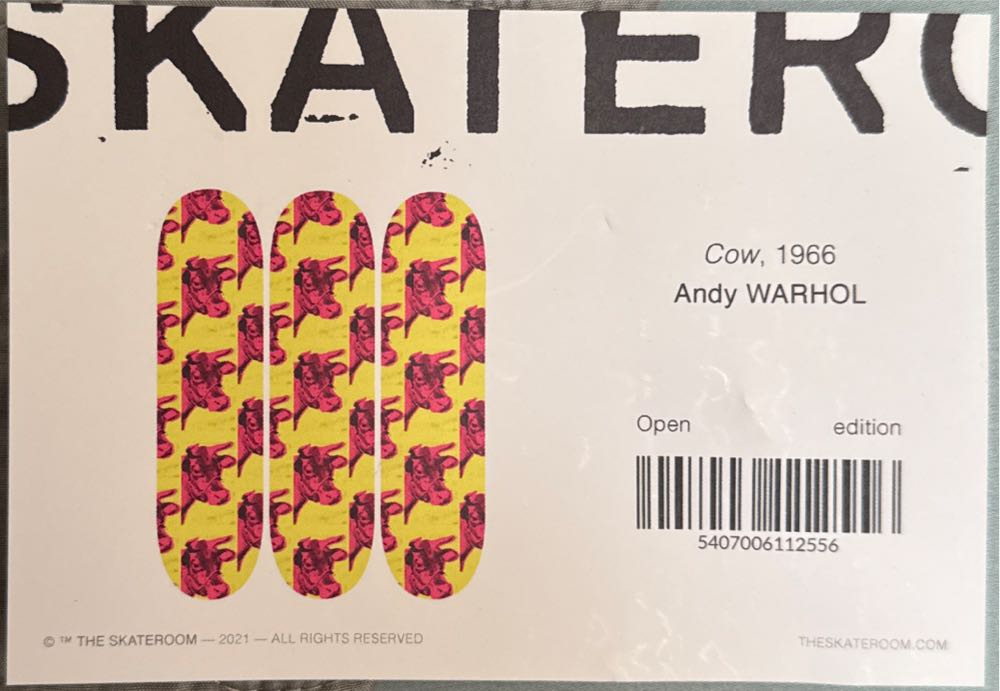 SKATERO
Cow, 1966
Andy WARHOL
Open edition
5407006112556
© ™ THE SKATEROOM — 2021 — ALL RIGHTS RESERVED
THESKATEROOM.COM